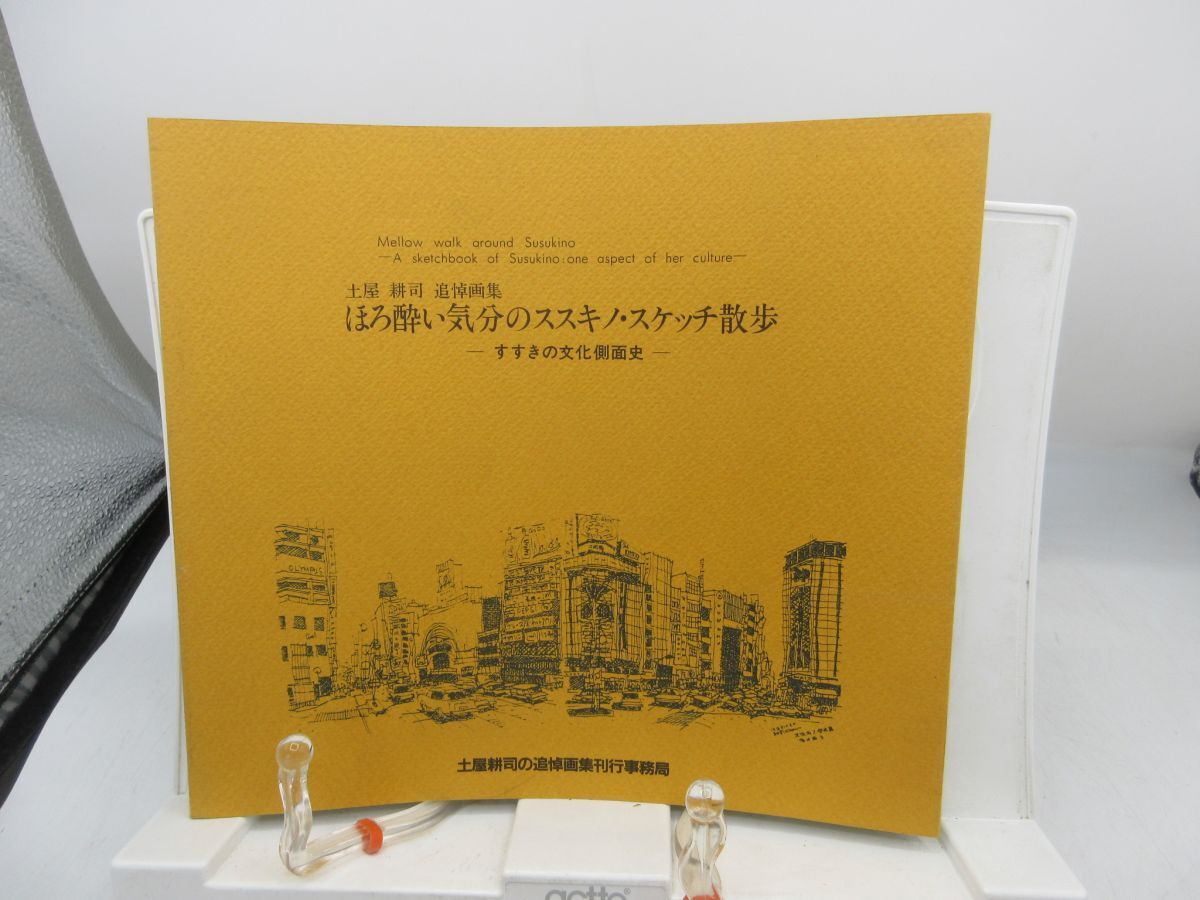 Mellow walk around Susukino
—A sketchbook of Susukino:one aspect of her culture—
土屋 耕司 追悼画集
ほろ酔い気分のススキノ・スケッチ散歩
— すすきの文化側面史 —
OLYMPIS
土屋耕司の追悼画集刊行事務局
actto®